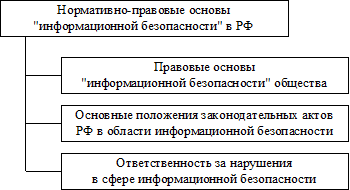 Нормативно-правовые основы
"информационной безопасности" в РФ
Правовые основы
"информационной безопасности" общества
Основные положения законодательных актов
РФ в области информационной безопасности
Ответственность за нарушения
в сфере информационной безопасности